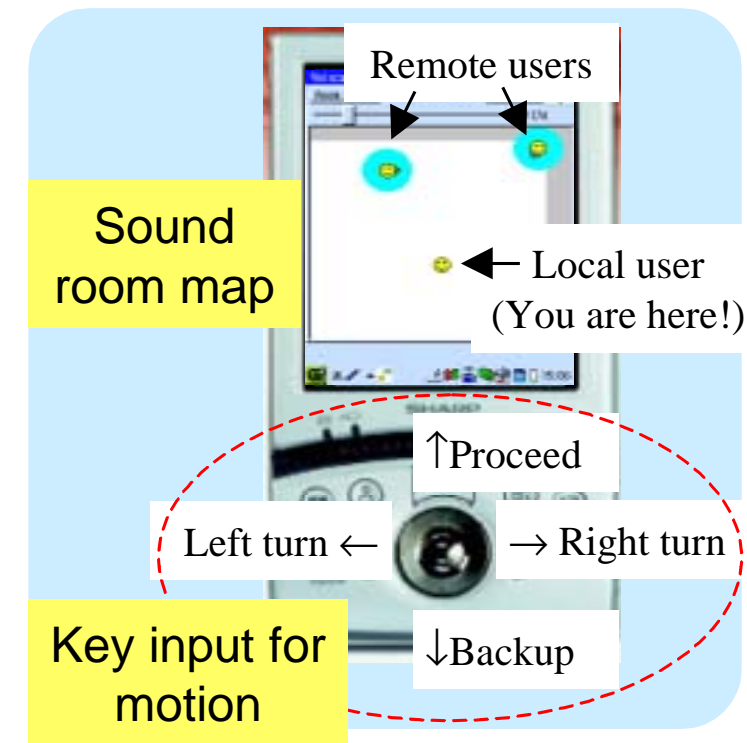 Remote users
Sound
room map
Local user
(You are here!)
SHARP
↑Proceed
Left turn ←
→ Right turn
↓Backup
Key input for
motion